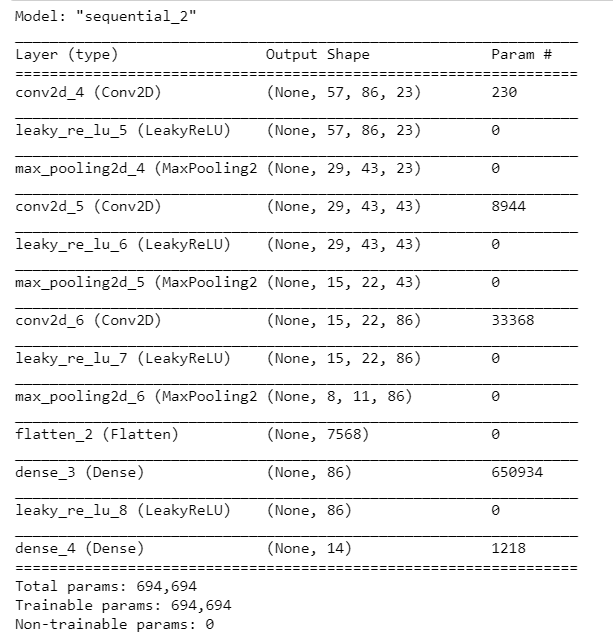 Model: "sequential_2"
Layer (type) Output Shape Param #
conv2d_4 (Conv2D) (None, 57, 86, 23) 230
leaky_re_lu_5 (LeakyReLU) (None, 57, 86, 23) 0
max_pooling2d_4 (MaxPooling2 (None, 29, 43, 23) 0
conv2d_5 (Conv2D) (None, 29, 43, 43) 8944
leaky_re_lu_6 (LeakyReLU) (None, 29, 43, 43) 0
max_pooling2d_5 (MaxPooling2 (None, 15, 22, 43) 0
conv2d_6 (Conv2D) (None, 15, 22, 86) 33368
leaky_re_lu_7 (LeakyReLU) (None, 15, 22, 86) 0
max_pooling2d_6 (MaxPooling2 (None, 8, 11, 86) 0
flatten_2 (Flatten) (None, 7568) 0
dense_3 (Dense) (None, 86) 650934
leaky_re_lu_8 (LeakyReLU) (None, 86) 0
dense_4 (Dense) (None, 14) 1218
Total params: 694,694
Trainable params: 694,694
Non-trainable params: 0